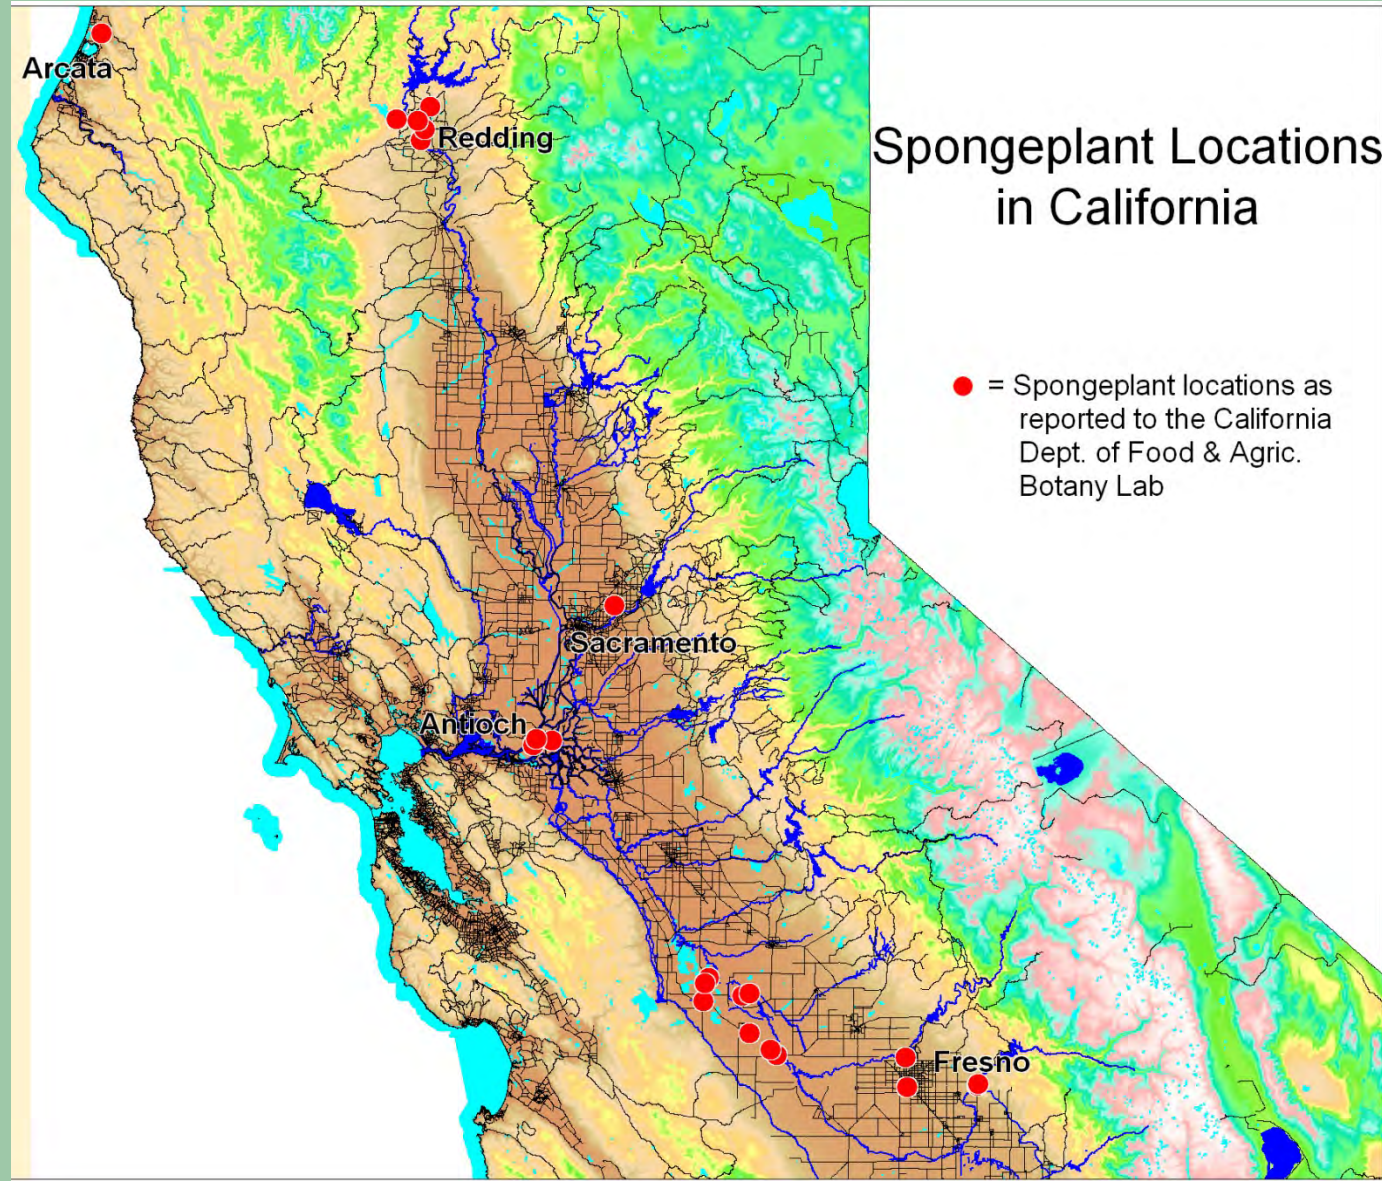 Arcata
Redding
Spongeplant Locations
in California
= Spongeplant locations as
reported to the California
Dept. of Food & Agric.
Botany Lab
Sacramento
Antioch
Fresno